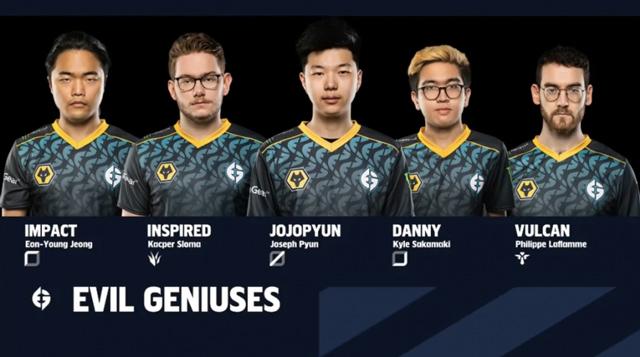 IMPACT
Eon-Young Jeong
INSPIRED
Kacper Sloma
JOJOPYUN
Joseph Pyun
DANNY
Kyle Sakamaki
VULCAN
Philippe Laflamme
EVIL GENIUSES